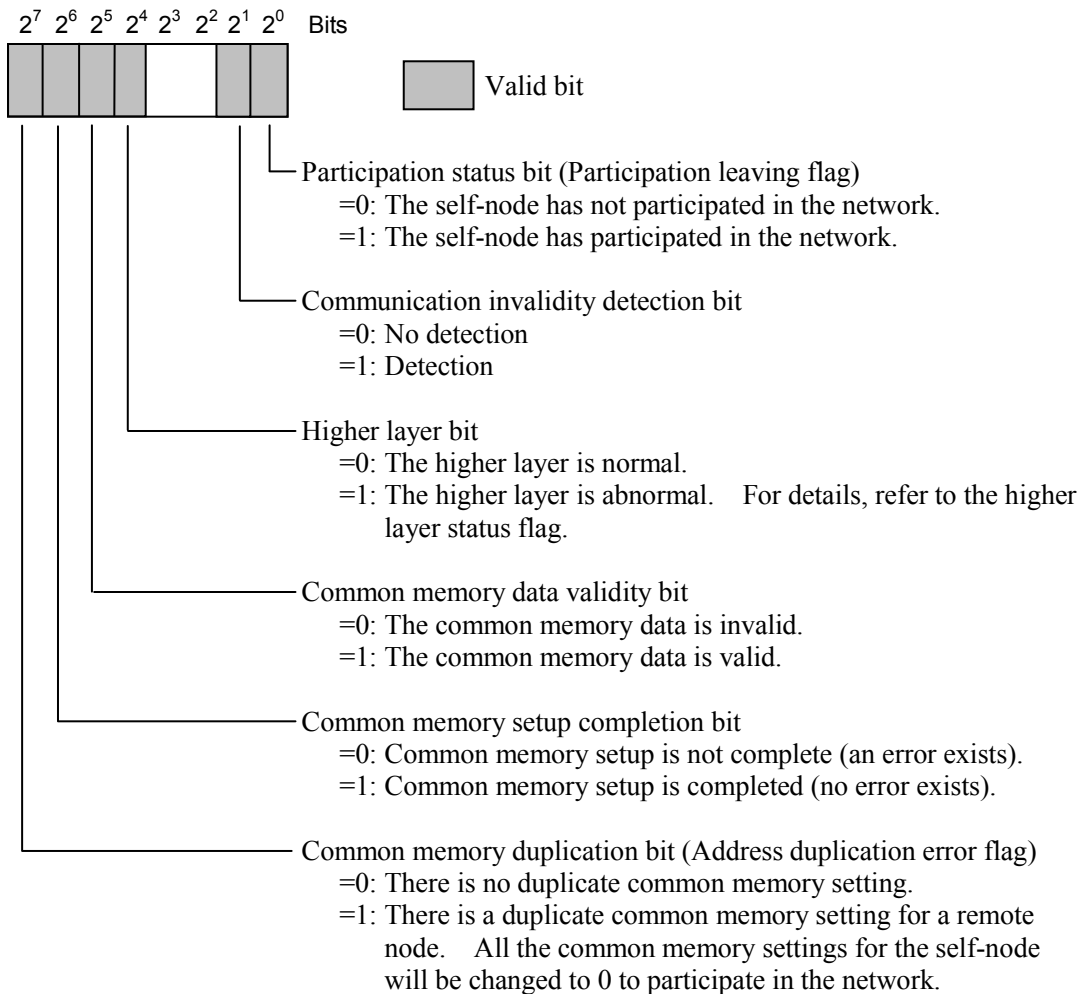 2⁷ 2⁶ 2⁵ 2⁴ 2³ 2² 2¹ 2⁰ Bits
Valid bit
Participation status bit (Participation leaving flag)
=0: The self-node has not participated in the network.
=1: The self-node has participated in the network.
Communication invalidity detection bit
=0: No detection
=1: Detection
Higher layer bit
=0: The higher layer is normal.
=1: The higher layer is abnormal. For details, refer to the higher
layer status flag.
Common memory data validity bit
=0: The common memory data is invalid.
=1: The common memory data is valid.
Common memory setup completion bit
=0: Common memory setup is not complete (an error exists).
=1: Common memory setup is completed (no error exists).
Common memory duplication bit (Address duplication error flag)
=0: There is no duplicate common memory setting.
=1: There is a duplicate common memory setting for a remote
node. All the common memory settings for the self-node
will be changed to 0 to participate in the network.